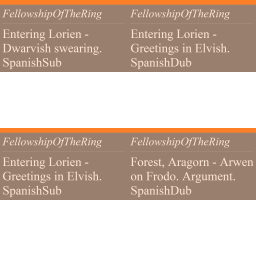 FellowshipOfTheRing
Entering Lorien -
Dwarvish swearing.
SpanishSub
FellowshipOfTheRing
Entering Lorien -
Greetings in Elvish.
SpanishDub
FellowshipOfTheRing
Entering Lorien -
Greetings in Elvish.
SpanishSub
FellowshipOfTheRing
Forest, Aragorn - Arwen
on Frodo. Argument.
SpanishDub